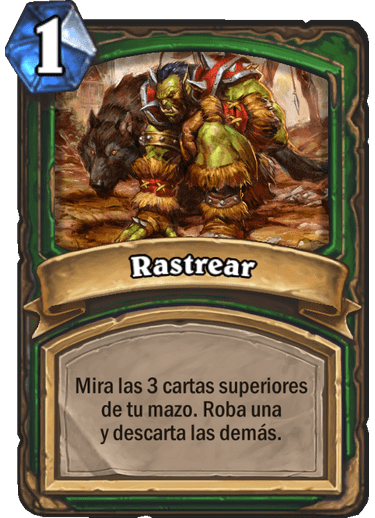 1
Rastrear
Mira las 3 cartas superiores
de tu mazo. Roba una
y descarta las demás.